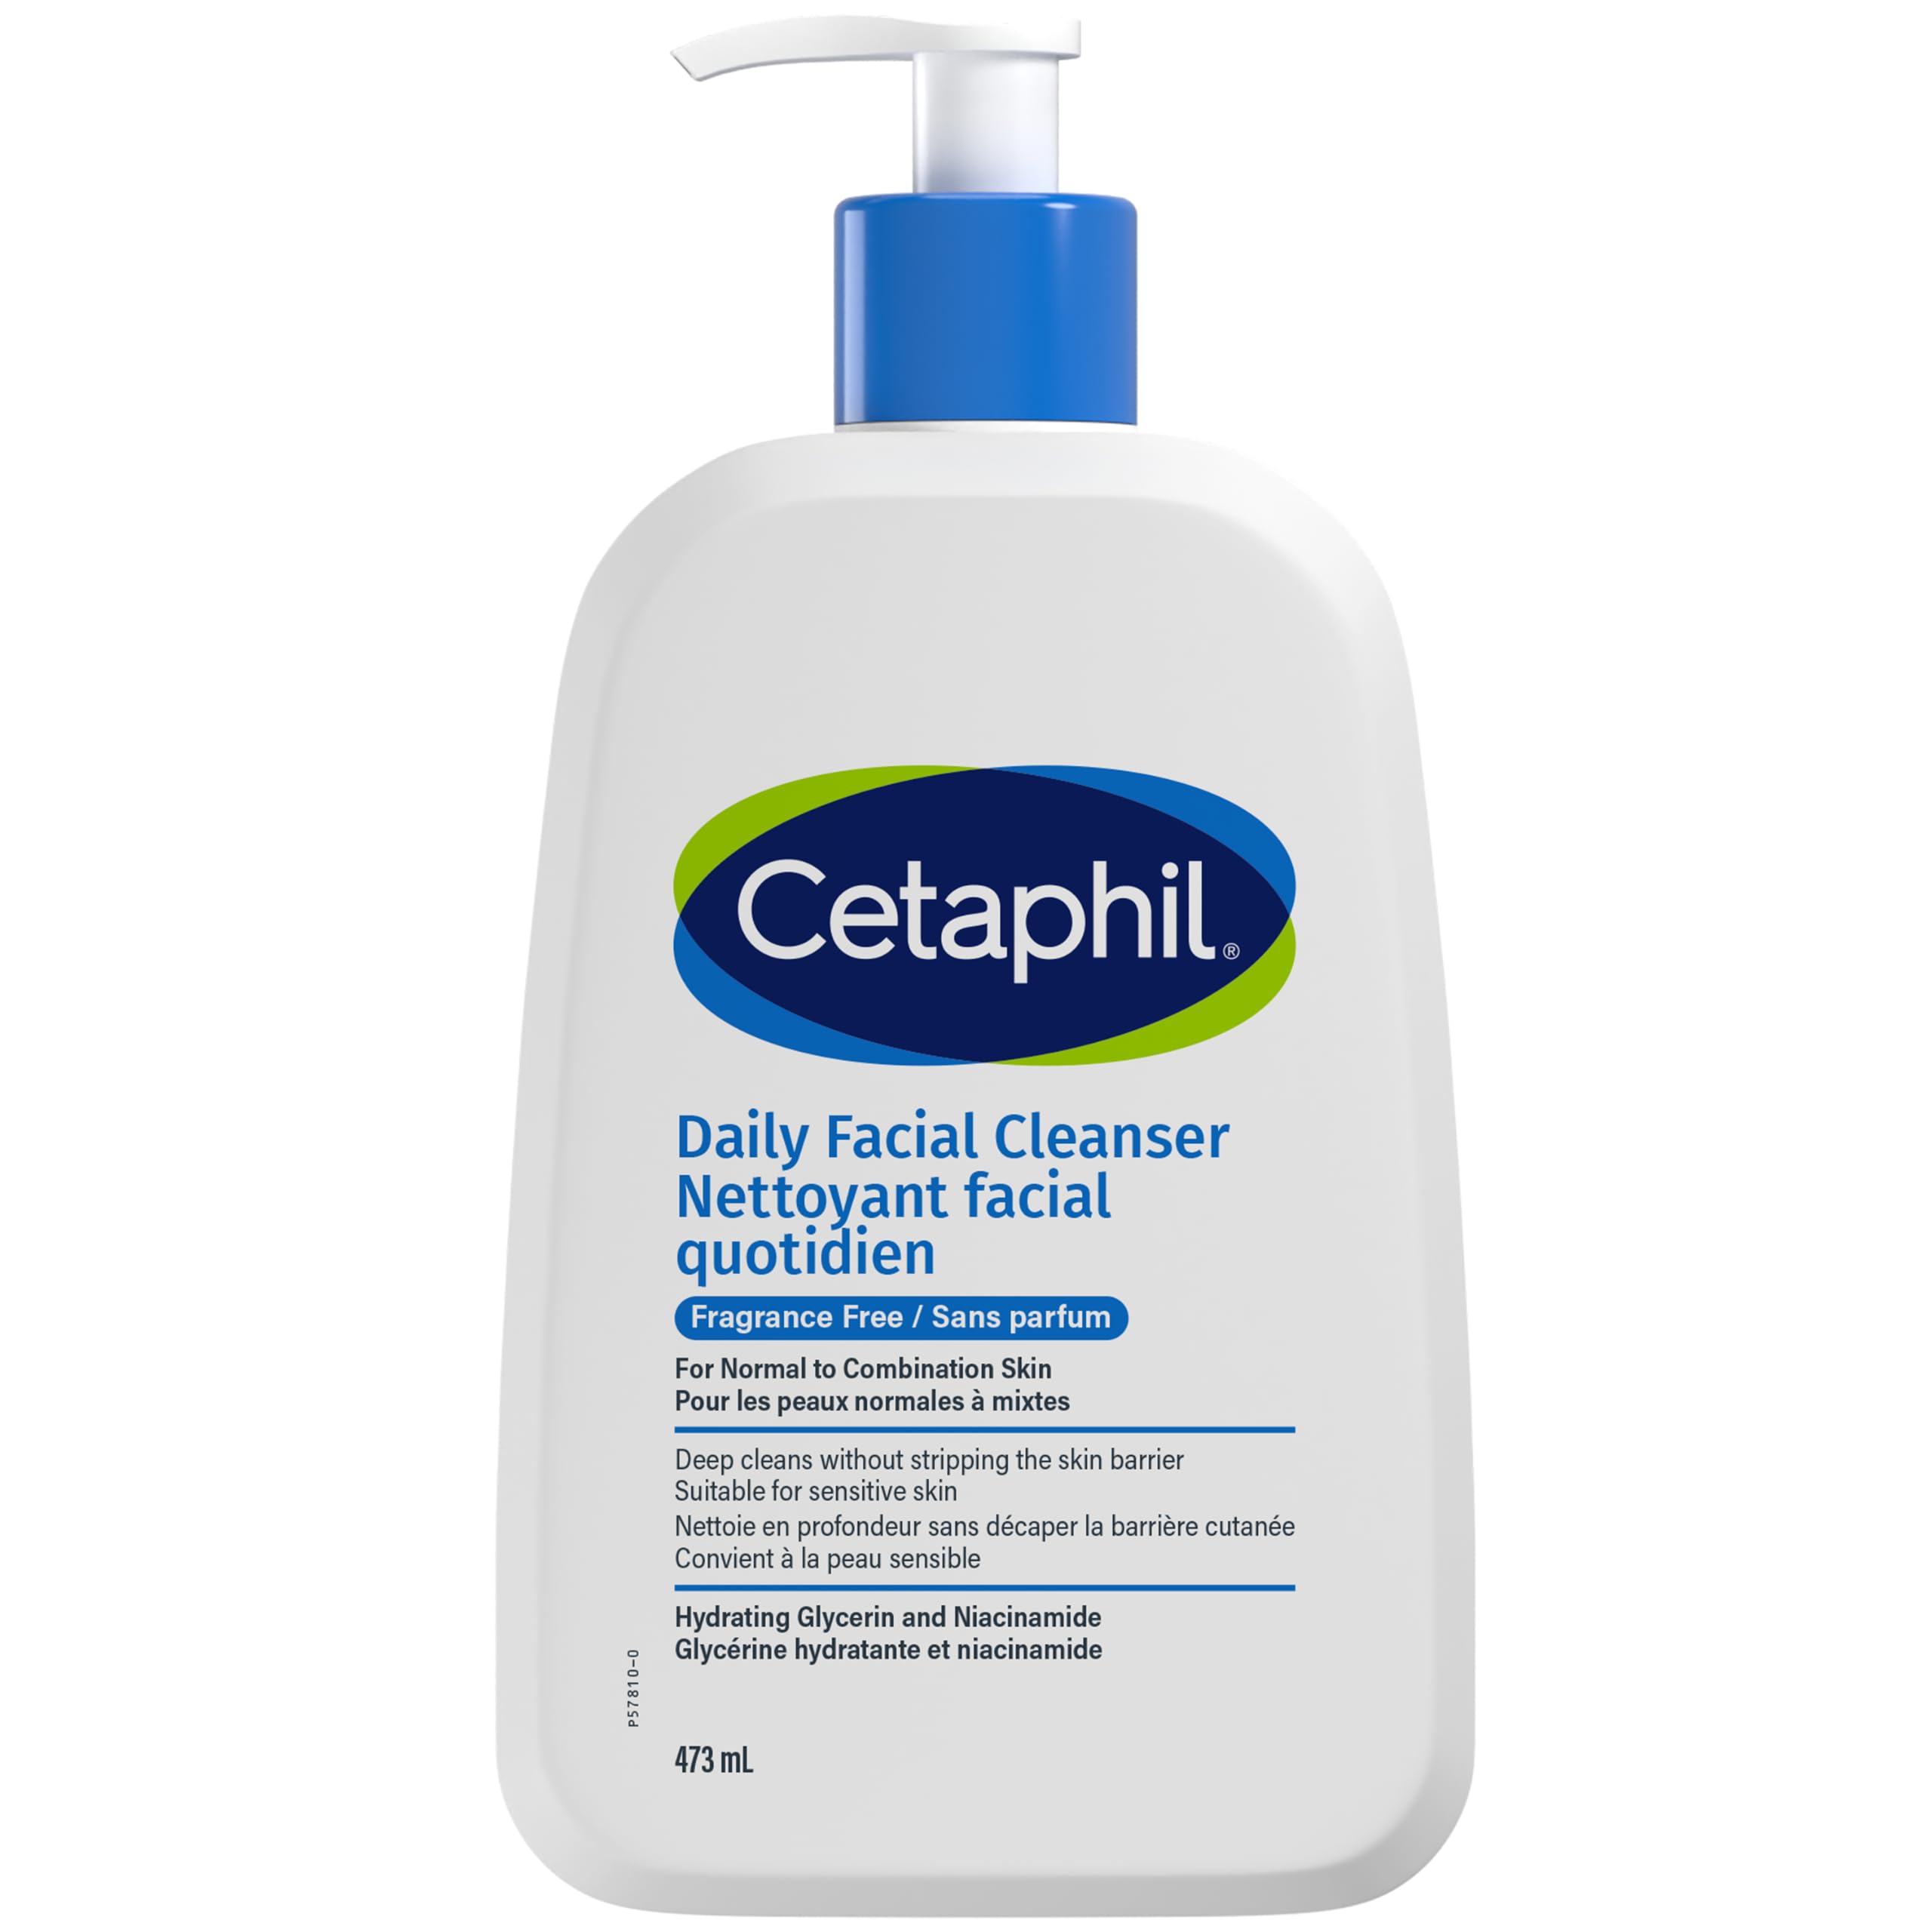 Cetaphil®
Daily Facial Cleanser
Nettoyant facial
quotidien
Fragrance Free / Sans parfum
For Normal to Combination Skin
Pour les peaux normales à mixtes
Deep cleans without stripping the skin barrier
Suitable for sensitive skin
Nettoie en profondeur sans décaper la barrière cutanée
Convient à la peau sensible
Hydrating Glycerin and Niacinamide
Glycérine hydratante et niacinamide
P57810-0
473 mL